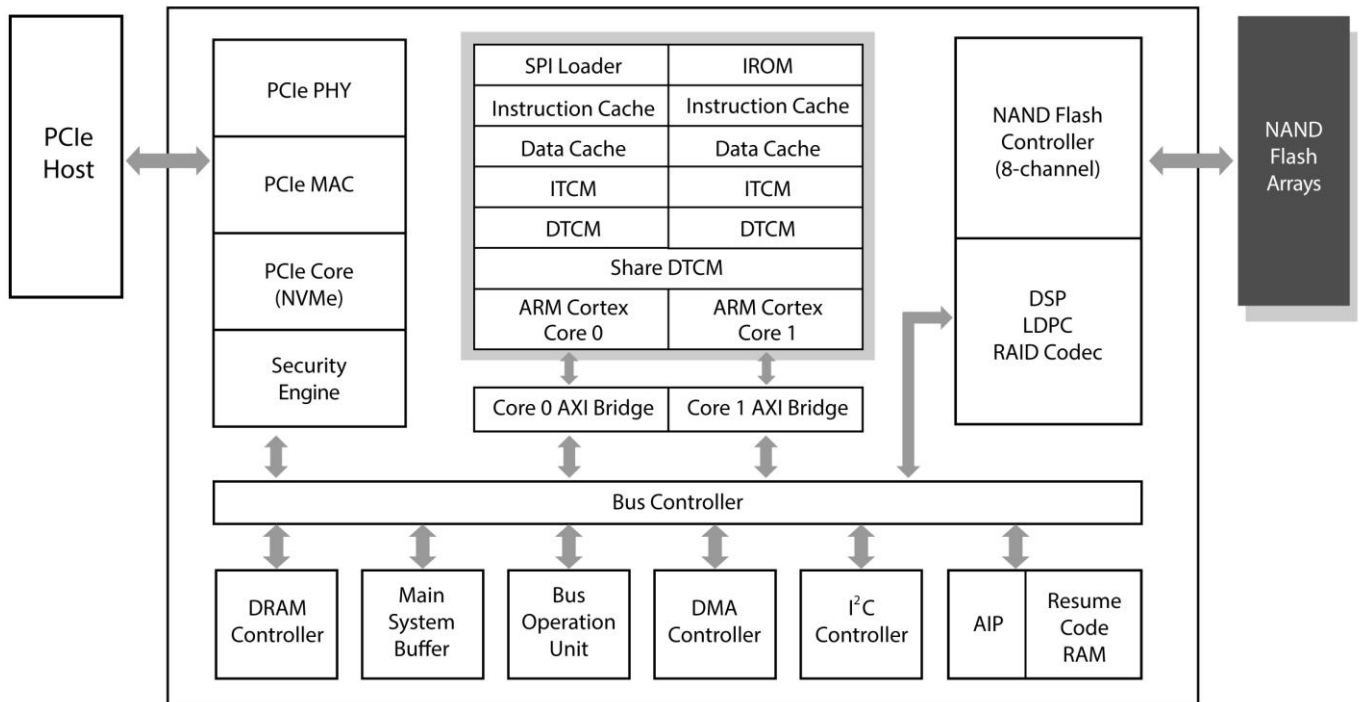 PCIe
Host
PCIe PHY
PCIe MAC
PCIe Core
(NVMe)
Security
Engine
SPI Loader
IROM
Instruction Cache
Instruction Cache
Data Cache
Data Cache
ITCM
ITCM
DTCM
DTCM
Share DTCM
ARM Cortex
Core 0
ARM Cortex
Core 1
Core 0 AXI Bridge
Core 1 AXI Bridge
NAND Flash
Controller
(8-channel)
DSP
LDPC
RAID Codec
NAND
Flash
Arrays
Bus Controller
DRAM
Controller
Main
System
Buffer
Bus
Operation
Unit
DMA
Controller
I²C
Controller
AIP
Resume
Code
RAM